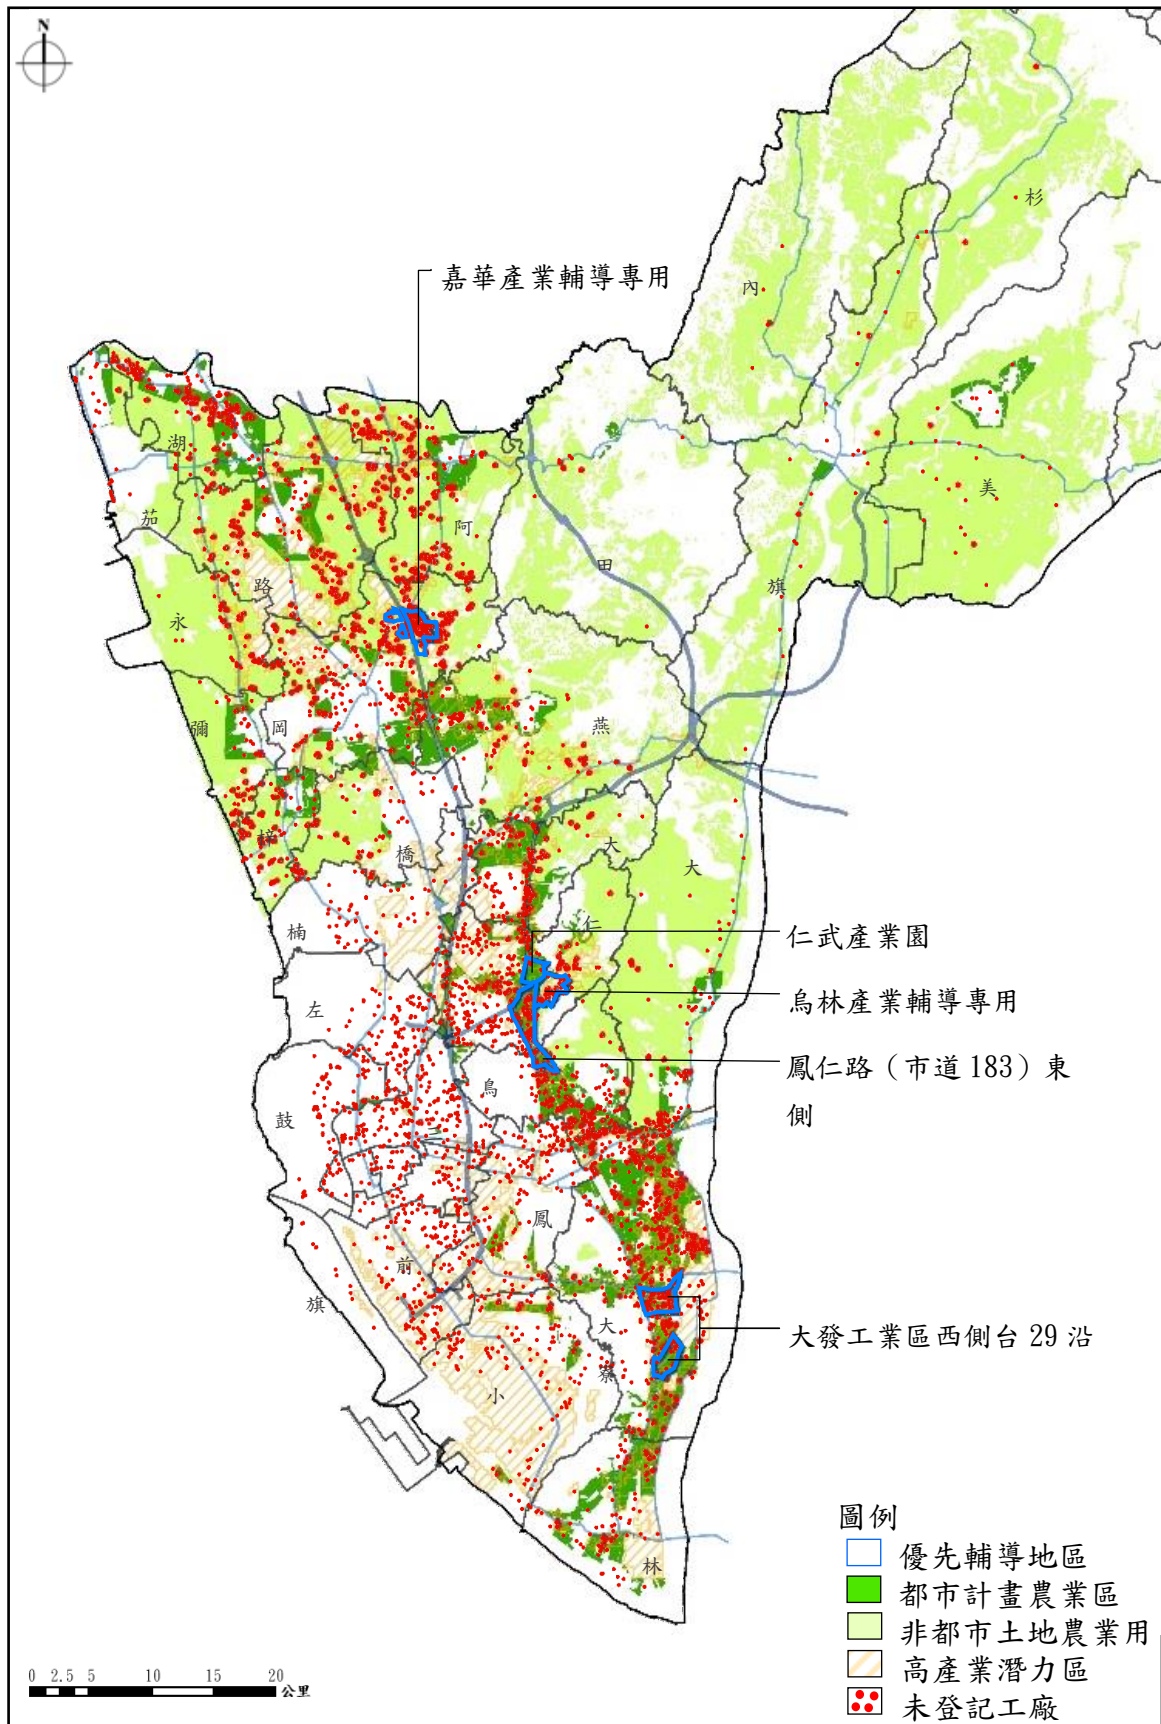 N
杉
嘉華產業輔導專用
內
湖
美
茄
阿
田
路
旗
永
彌
岡
燕
梓
橋
大
大
仁
楠
仁武產業園
左
烏林產業輔導專用
鳳仁路（市道 183）東
側
鳥
鼓
三
鳳
前
旗
大
大發工業區西側台 29 沿
寮
小
林
圖例
優先輔導地區
都市計畫農業區
非都市土地農業用
高產業潛力區
未登記工廠
0 2.5 5 10 15 20
公里